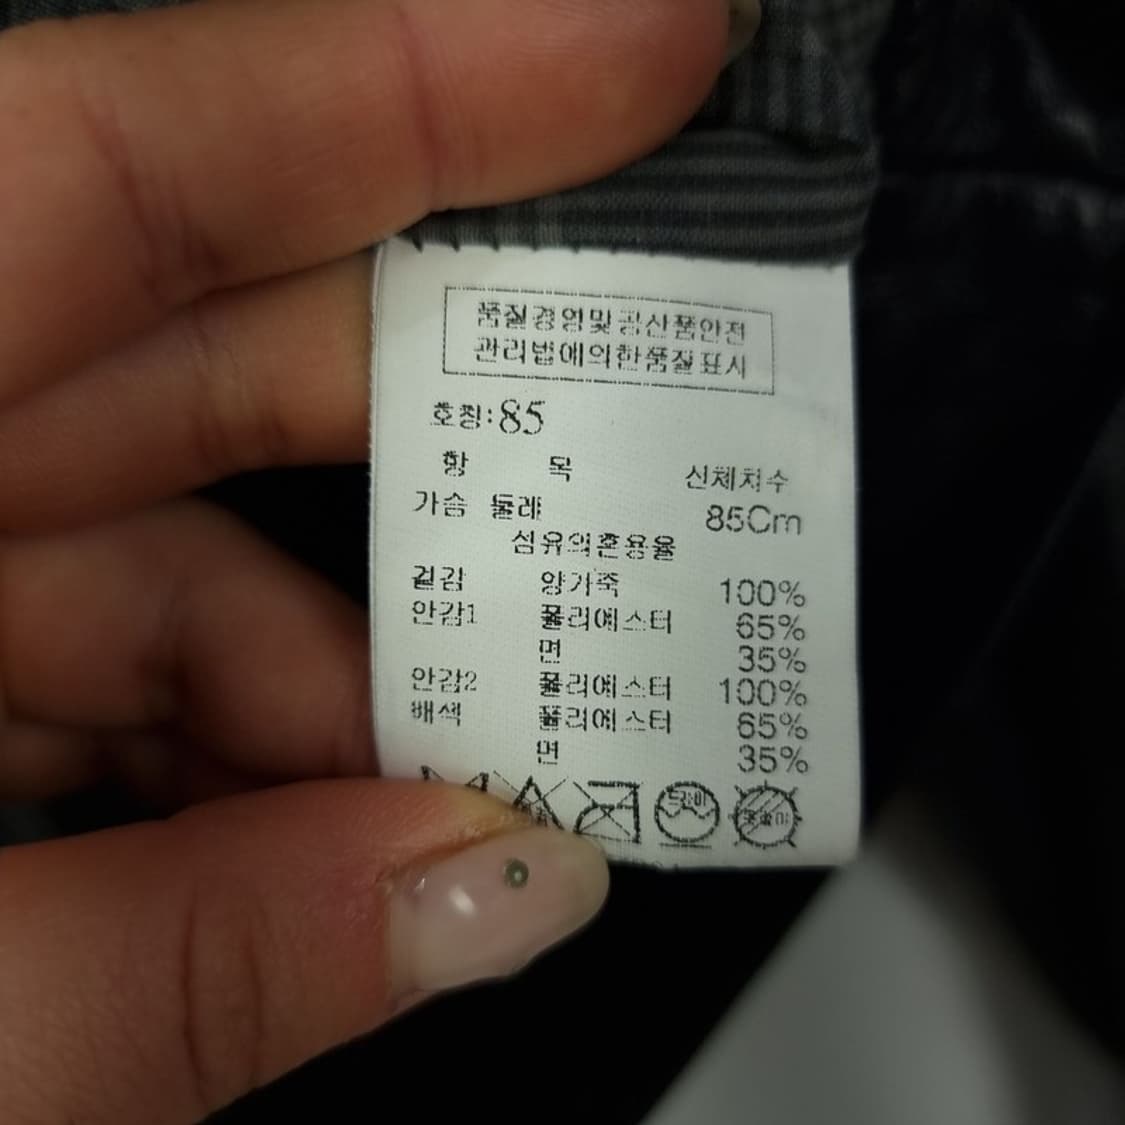 품질경영및공산품안전
관리법에의한품질표시
호칭:85
항 목 신체치수
가슴 둘레 85Cm
섬유의혼용율
겉감 양가죽 100%
안감1 폴리에스터 65%
면 35%
안감2 폴리에스터 100%
배색 폴리에스터 65%
면 35%